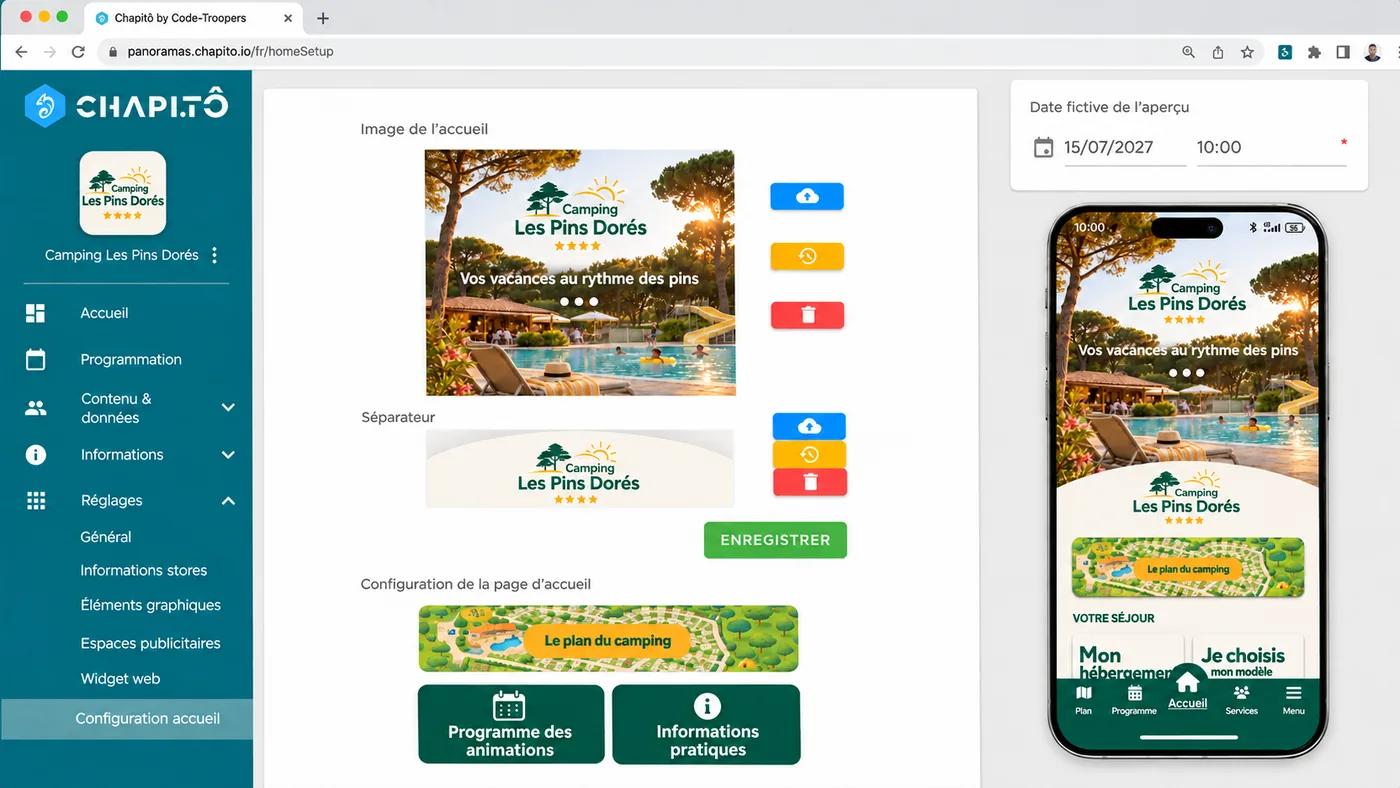 Chapitô by Code-Troopers
panoramas.chapito.io/fr/homeSetup
CHAPI.TÔ
Camping
Les Pins Dorés
Camping Les Pins Dorés
Accueil
Programmation
Contenu &
données
Informations
Réglages
Général
Informations stores
Éléments graphiques
Espaces publicitaires
Widget web
Configuration accueil
Image de l'accueil
Camping
Les Pins Dorés
Vos vacances au rythme des pins
Séparateur
Camping
Les Pins Dorés
ENREGISTRER
Configuration de la page d'accueil
Le plan du camping
Programme des
animations
Informations
pratiques
Date fictive de l'aperçu
15/07/2027
10:00
*
10:00
56
Camping
Les Pins Dorés
Vos vacances au rythme des pins
Camping
Les Pins Dorés
Le plan du camping
VOTRE SÉJOUR
Mon
hébergement
Je choisis
mon modèle
Plan
Programme
Accueil
Services
Menu